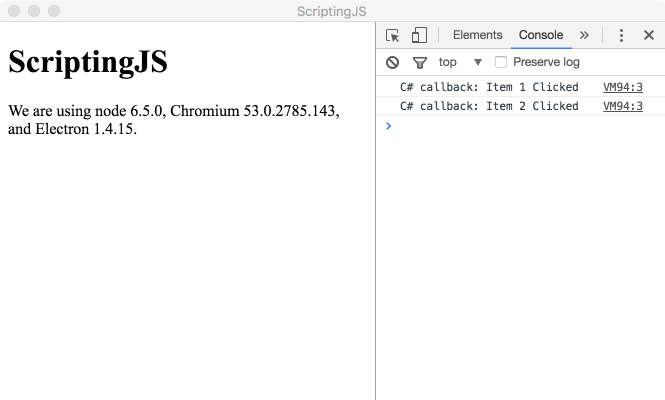 ScriptingJS
ScriptingJS
We are using node 6.5.0, Chromium 53.0.2785.143,
and Electron 1.4.15.
Elements Console »
top ▼ Preserve log
C# callback: Item 1 Clicked VM94:3
C# callback: Item 2 Clicked VM94:3
>